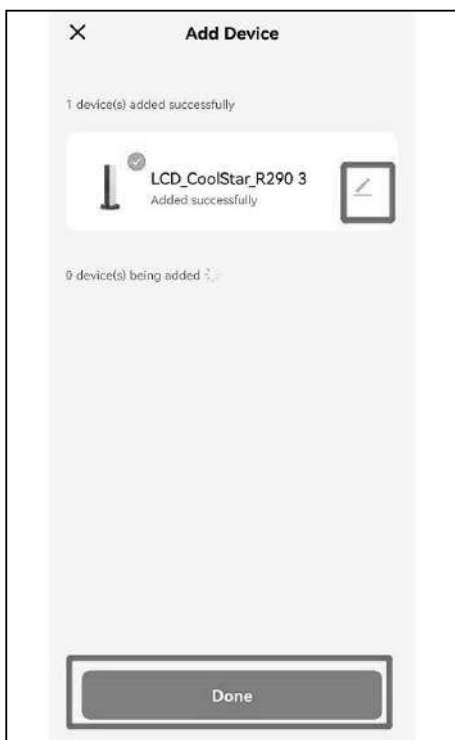 Add Device
1 device(s) added successfully
LCD_CoolStar_R290 3
Added successfully
0 device(s) being added
Done